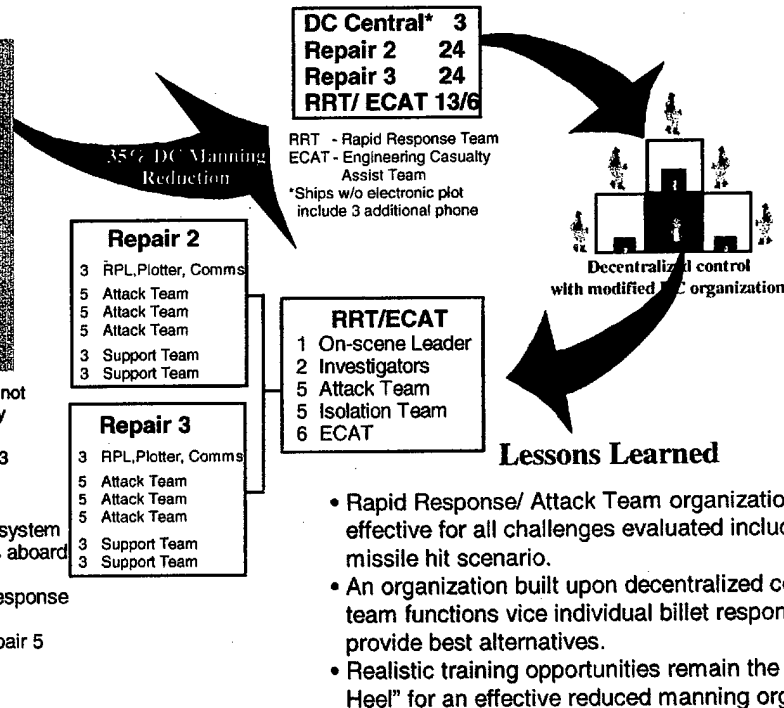 DC Central* 3
Repair 2 24
Repair 3 24
RRT/ ECAT 13/6
35% DC Manning
Reduction
RRT - Rapid Response Team
ECAT - Engineering Casualty
Assist Team
*Ships w/o electronic plot
include 3 additional phone
Decentralized control
with modified DC organization
Repair 2
3 RPL,Plotter, Comms
5 Attack Team
5 Attack Team
5 Attack Team
3 Support Team
3 Support Team
Repair 3
3 RPL,Plotter, Comms
5 Attack Team
5 Attack Team
5 Attack Team
3 Support Team
3 Support Team
RRT/ECAT
1 On-scene Leader
2 Investigators
5 Attack Team
5 Isolation Team
6 ECAT
not
y
3
system
aboard
esponse
pair 5
Lessons Learned
• Rapid Response/ Attack Team organizatio
effective for all challenges evaluated includ
missile hit scenario.
• An organization built upon decentralized c
team functions vice individual billet respon
provide best alternatives.
• Realistic training opportunities remain the
Heel" for an effective reduced manning org